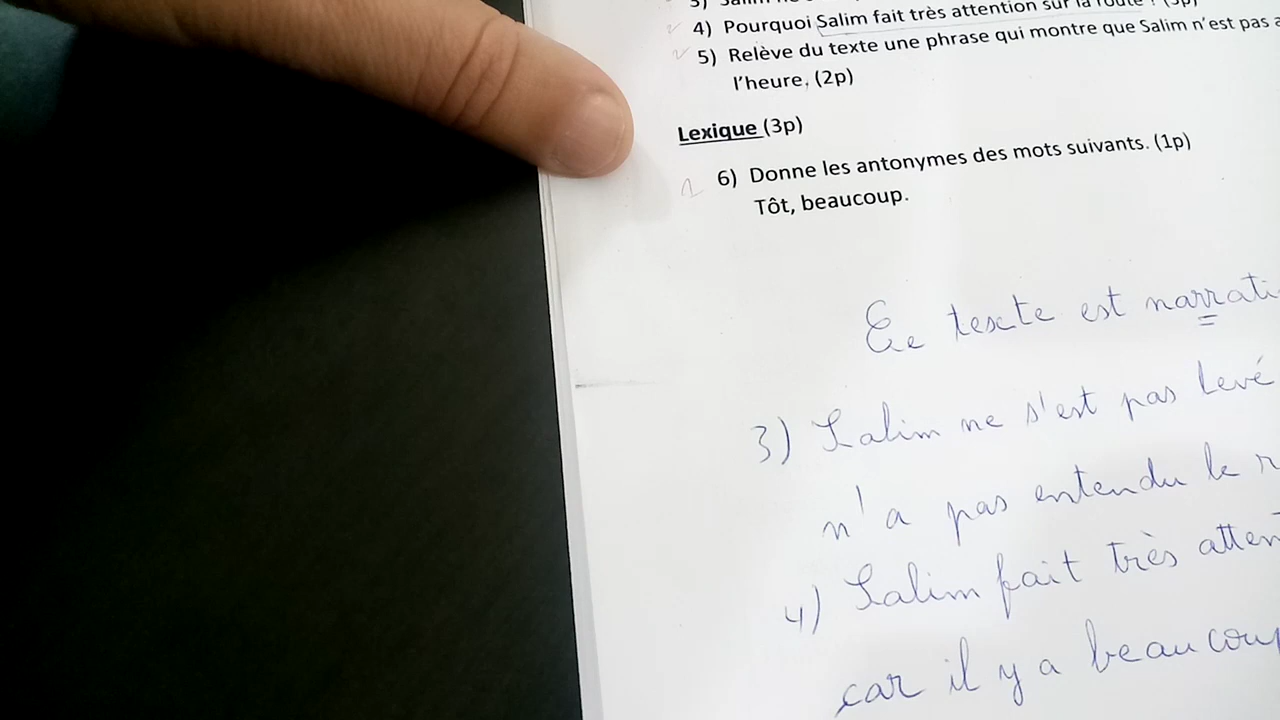 4) Pourquoi Salim fait très attention sur la route ? (3p)
5) Relève du texte une phrase qui montre que Salim n'est pas a
l'heure. (2p)
Lexique (3p)
6) Donne les antonymes des mots suivants. (1p)
Tôt, beaucoup.
Le texte est narrati
3) Salim ne s'est pas levé
n'a pas entendu le r
4) Salim fait très atten
car il y a beaucoup